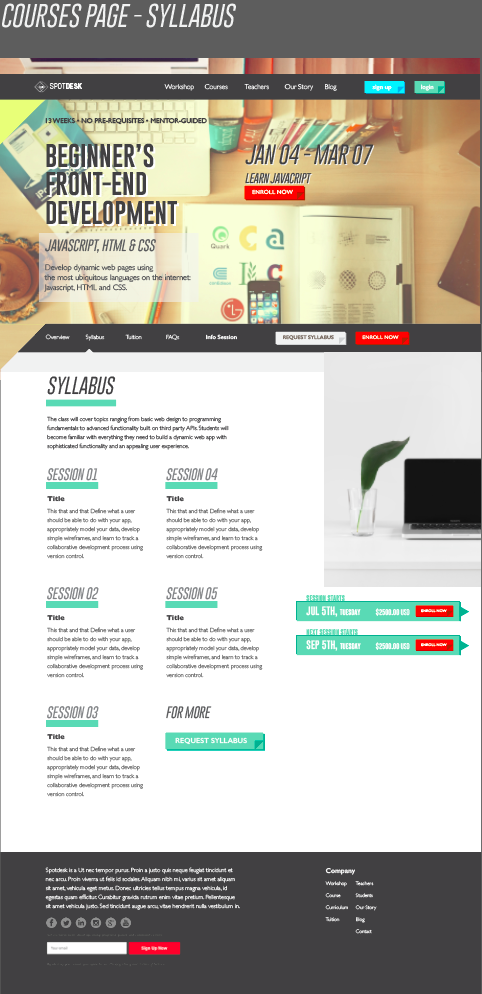 COURSES PAGE - SYLLABUS
SPOTDESK
Workshop Courses Teachers Our Story Blog sign up login
13 WEEKS • NO PRE-REQUISITES • MENTOR-GUIDED
BEGINNER'S
FRONT-END
DEVELOPMENT
JAN 04 - MAR 07
LEARN JAVACRIPT
ENROLL NOW
JAVASCRIPT, HTML & CSS
Develop dynamic web pages using
the most ubiquitous languages on the internet:
Javascript, HTML and CSS.
Quark
LG
Overview Syllabus Tuition FAQs Info Session REQUEST SYLLABUS ENROLL NOW
SYLLABUS
The class will cover topics ranging from basic web design to programming
fundamentals to advanced functionality built on third party APIs. Students will
become familiar with everything they need to build a dynamic web app with
sophisticated functionality and an appealing user experience.
SESSION 01
Title
This that and that Define what a user
should be able to do with your app,
appropriately model your data, develop
simple wireframes, and learn to track a
collaborative development process using
version control.
SESSION 04
Title
This that and that Define what a user
should be able to do with your app,
appropriately model your data, develop
simple wireframes, and learn to track a
collaborative development process using
version control.
SESSION 02
Title
This that and that Define what a user
should be able to do with your app,
appropriately model your data, develop
simple wireframes, and learn to track a
collaborative development process using
version control.
SESSION 05
Title
This that and that Define what a user
should be able to do with your app,
appropriately model your data, develop
simple wireframes, and learn to track a
collaborative development process using
version control.
SESSION STARTS
JUL 5TH, TUESDAY $2500.00 USD ENROLL NOW
NEXT SESSION STARTS
SEP 5TH, TUESDAY $2500.00 USD ENROLL NOW
SESSION 03
Title
This that and that Define what a user
should be able to do with your app,
appropriately model your data, develop
simple wireframes, and learn to track a
collaborative development process using
version control.
FOR MORE
REQUEST SYLLABUS
Spotdesk is a Ut nec tempor purus. Proin a justo quis neque feugiat tincidunt et
nec arcu. Proin viverra ut felis id sodales. Aliquam nibh mi, varius sit amet aliquam
sit amet, vehicula eget metus. Donec ultricies tellus tempus magna vehicula, id
egestas quam efficitur. Curabitur gravida rutrum enim vitae pretium. Pellentesque
sit amet vehicula justo. Sed tincidunt augue arcu, vitae hendrerit nulla vestibulum in.
Your email
Sign Up Now
Company
Workshop Teachers
Course Students
Curriculum Our Story
Tuition Blog
Contact